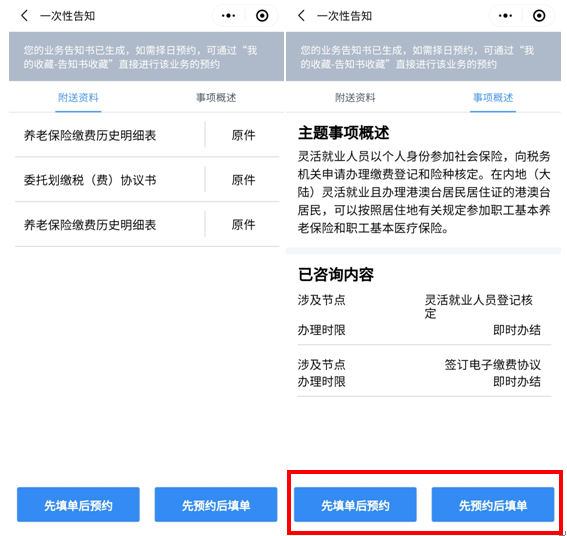 一次性告知
您的业务告知书已生成，如需择日预约，可通过“我
的收藏-告知书收藏”直接进行该业务的预约
附送资料
事项概述
养老保险缴费历史明细表
原件
委托划缴税（费）协议书
原件
养老保险缴费历史明细表
原件
先填单后预约
先预约后填单
一次性告知
您的业务告知书已生成，如需择日预约，可通过“我
的收藏-告知书收藏”直接进行该业务的预约
附送资料
事项概述
主题事项概述
灵活就业人员以个人身份参加社会保险，向税务
机关申请办理缴费登记和险种核定。在内地（大
陆）灵活就业且办理港澳台居民居住证的港澳台
居民，可以按照居住地有关规定参加职工基本养
老保险和职工基本医疗保险。
已咨询内容
涉及节点
灵活就业人员登记核
定
办理时限
即时办结
涉及节点
签订电子缴费协议
办理时限
即时办结
先填单后预约
先预约后填单